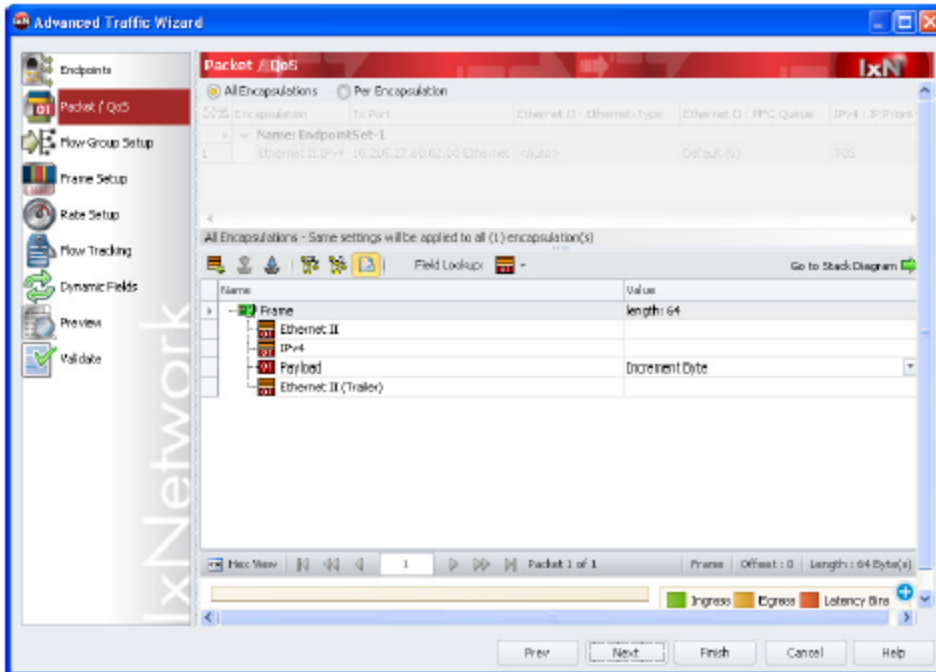 Advanced Traffic Wizard
Endpoints
Packet / QoS
Flow Group Setup
Frame Setup
Rate Setup
Flow Tracking
Dynamic Fields
Preview
Validate
IxNetwork
Packet / QoS
IxN
All Encapsulations Per Encapsulation
Encapsulation Tx Port Ethernet II : Ethernet-Type Ethernet II : PFC Queue IPv4 : IP Priorit
Name: EndpointSet-1
1 Ethernet II.IPv4 <Auto> Default (0) TOS
All Encapsulations - Same settings will be applied to all (1) encapsulation(s)
Field Lookup: Go to Stack Diagram
Name Value
Frame length: 64
Ethernet II
IPv4
Payload Increment Byte
Ethernet II (Trailer)
Hex View 1 Packet 1 of 1 Frame Offset : 0 Length : 64 Byte(s)
Ingress Egress Latency Bins
Prev Next Finish Cancel Help